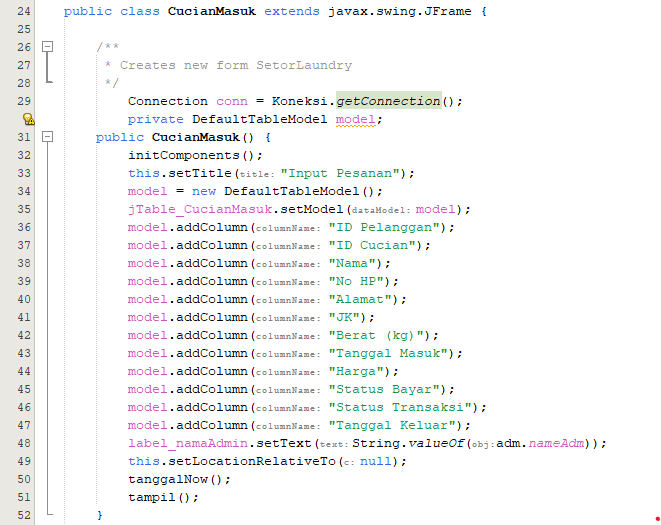 24 public class CucianMasuk extends javax.swing.JFrame {
25
26 /**
27 * Creates new form SetorLaundry
28 */
29 Connection conn = Koneksi.getConnection();
private DefaultTableModel model;
31 public CucianMasuk() {
32 initComponents();
33 this.setTitle(title: "Input Pesanan");
34 model = new DefaultTableModel();
35 jTable_CucianMasuk.setModel(dataModel: model);
36 model.addColumn(columnName: "ID Pelanggan");
37 model.addColumn(columnName: "ID Cucian");
38 model.addColumn(columnName: "Nama");
39 model.addColumn(columnName: "No HP");
40 model.addColumn(columnName: "Alamat");
41 model.addColumn(columnName: "JK");
42 model.addColumn(columnName: "Berat (kg)");
43 model.addColumn(columnName: "Tanggal Masuk");
44 model.addColumn(columnName: "Harga");
45 model.addColumn(columnName: "Status Bayar");
46 model.addColumn(columnName: "Status Transaksi");
47 model.addColumn(columnName: "Tanggal Keluar");
48 label_namaAdmin.setText(text: String.valueOf(obj: adm.nameAdm));
49 this.setLocationRelativeTo(c: null);
50 tanggalNow();
51 tampil();
52 }